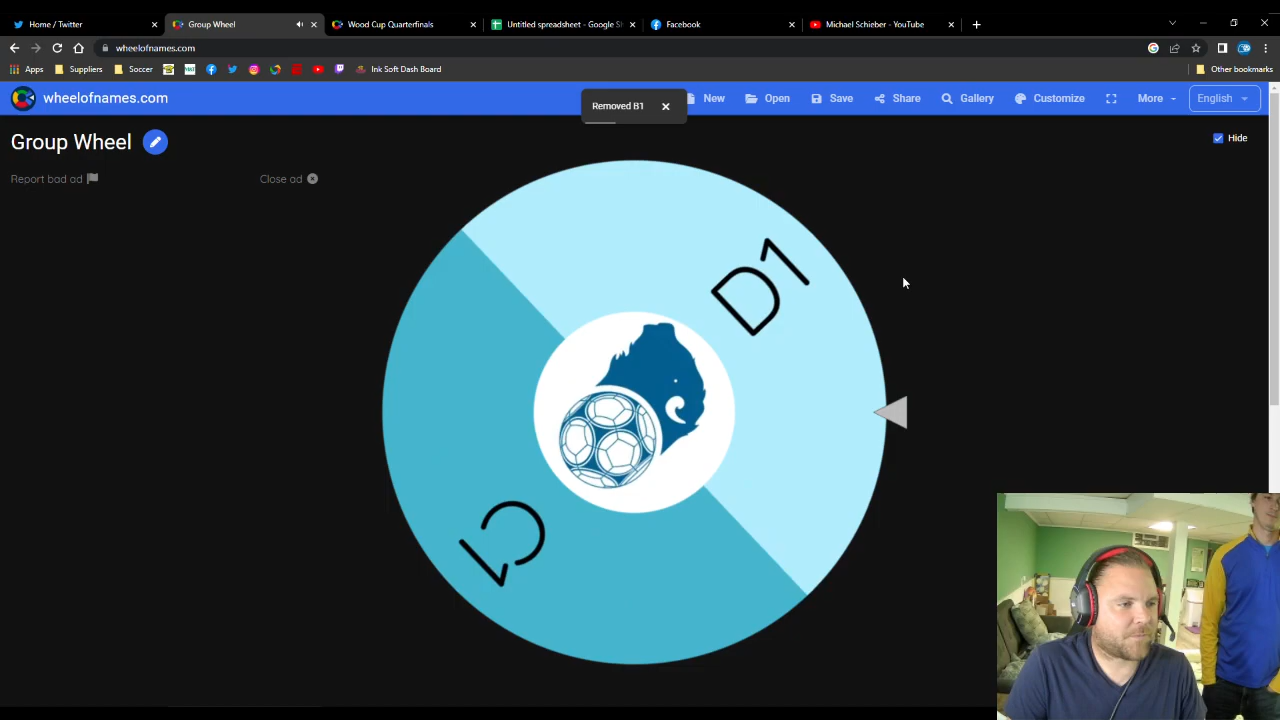 Home / Twitter
Group Wheel
Wood Cup Quarterfinals
Untitled spreadsheet - Google Sh
Facebook
Michael Schieber - YouTube
wheelofnames.com
Apps
Suppliers
Soccer
Ink Soft Dash Board
Other bookmarks
wheelofnames.com
Removed B1
New
Open
Save
Share
Gallery
Customize
More
English
Group Wheel
Hide
Report bad ad
Close ad
D1
C1